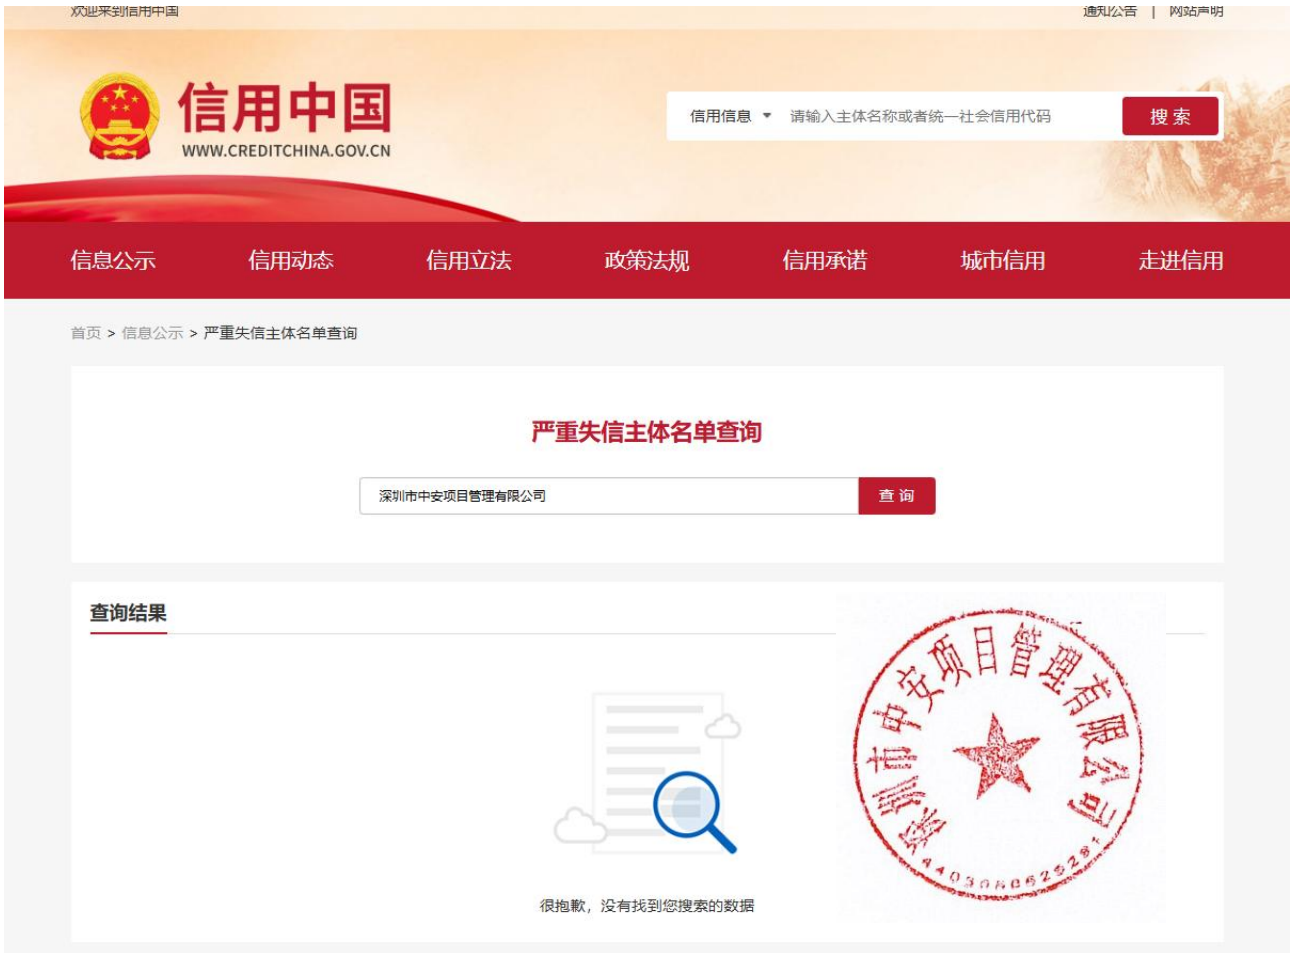 欢迎来到信用中国
通知公告 | 网站声明
信用中国
WWW.CREDITCHINA.GOV.CN
信用信息 请输入主体名称或者统一社会信用代码 搜索
信息公示 信用动态 信用立法 政策法规 信用承诺 城市信用 走进信用
首页 > 信息公示 > 严重失信主体名单查询
严重失信主体名单查询
深圳市中安项目管理有限公司 查询
查询结果
深圳市中安项目管理有限公司
很抱歉，没有找到您搜索的数据